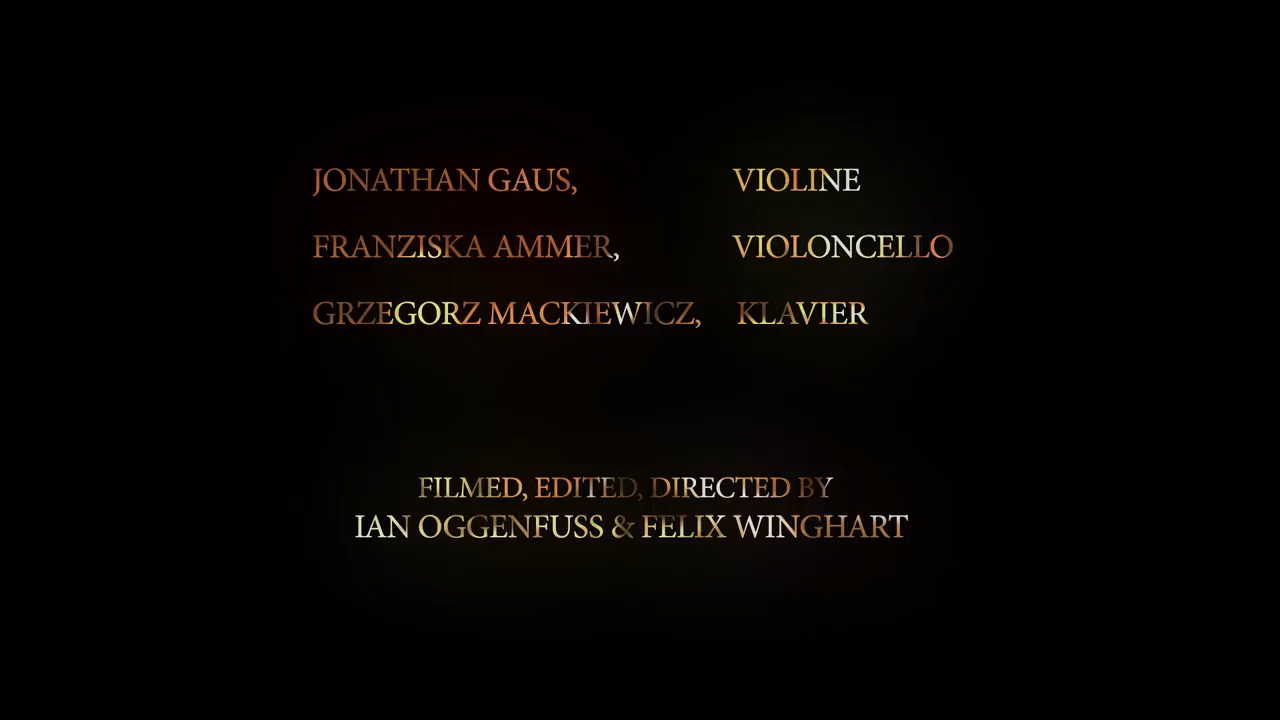 JONATHAN GAUS, VIOLINE
FRANZISKA AMMER, VIOLONCELLO
GRZEGORZ MACKIEWICZ, KLAVIER
FILMED, EDITED, DIRECTED BY
IAN OGGENFUSS & FELIX WINGHART